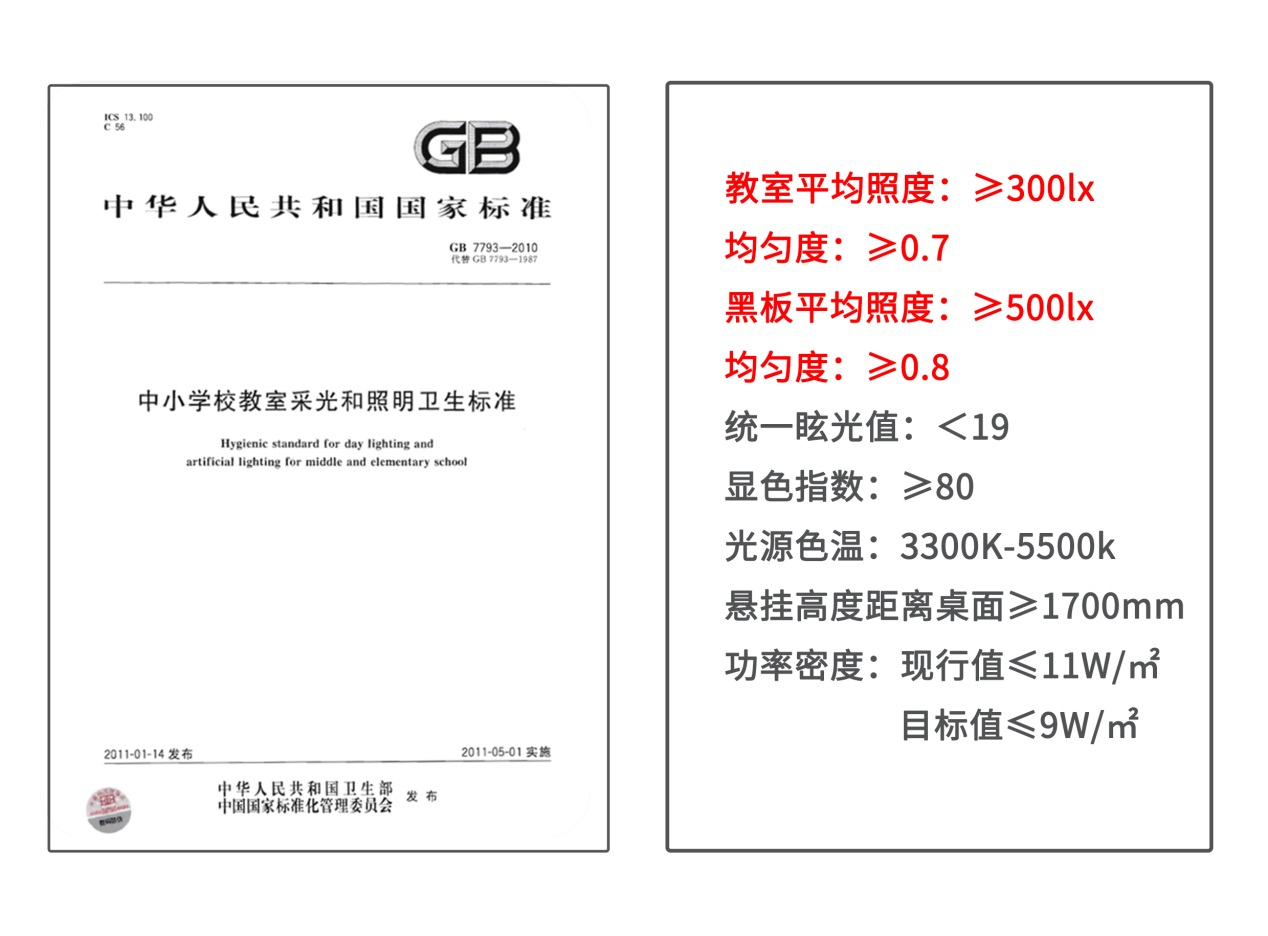 ICS 13.100
C 56
GB
中华人民共和国国家标准
GB 7793—2010
代替 GB 7793—1987
中小学校教室采光和照明卫生标准
Hygienic standard for day lighting and
artificial lighting for middle and elementary school
2011-01-14 发布
2011-05-01 实施
中华人民共和国卫生部
中国国家标准化管理委员会
发布
教室平均照度：≥300lx
均匀度：≥0.7
黑板平均照度：≥500lx
均匀度：≥0.8
统一眩光值：＜19
显色指数：≥80
光源色温：3300K-5500k
悬挂高度距离桌面≥1700mm
功率密度：现行值≤11W/㎡
目标值≤9W/㎡